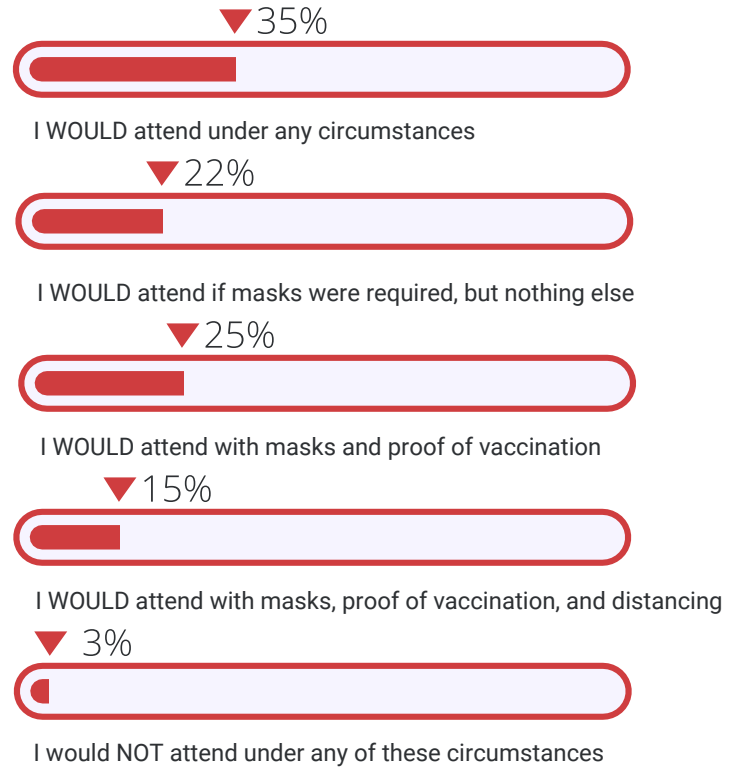 35%
I WOULD attend under any circumstances
22%
I WOULD attend if masks were required, but nothing else
25%
I WOULD attend with masks and proof of vaccination
15%
I WOULD attend with masks, proof of vaccination, and distancing
3%
I would NOT attend under any of these circumstances